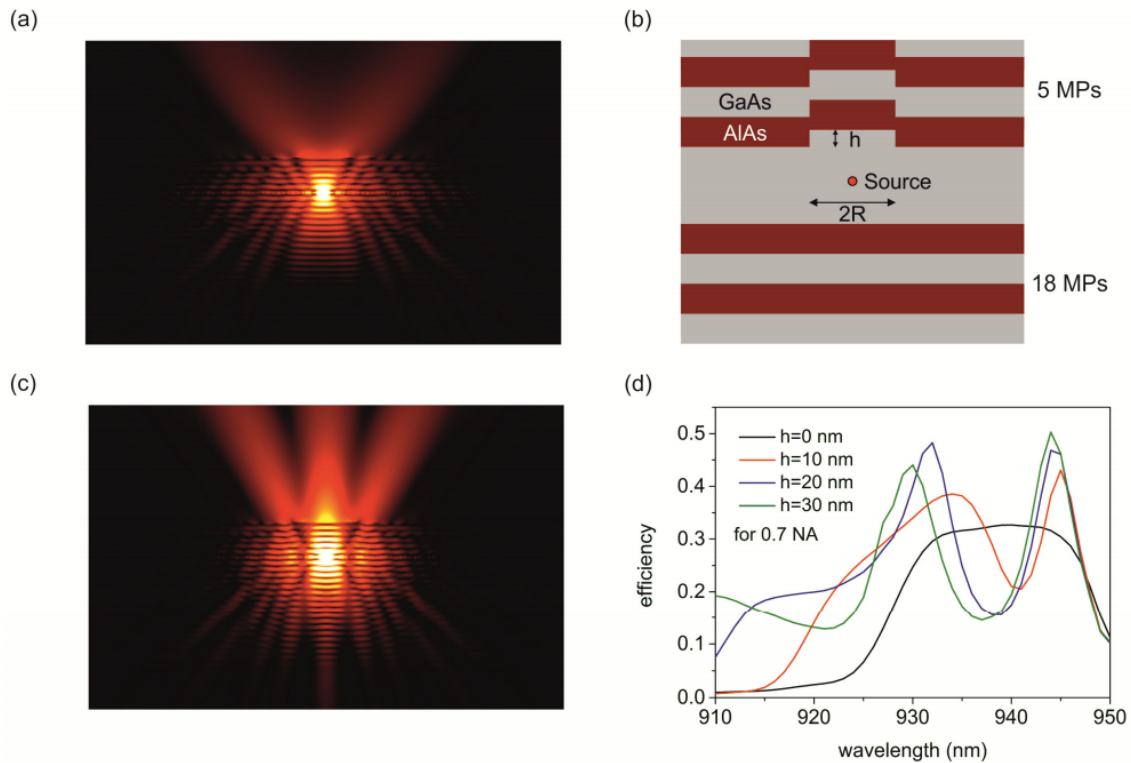 (a)
(b)
GaAs
AlAs
h
Source
2R
5 MPs
18 MPs
(c)
(d)
0.5
0.4
0.3
0.2
0.1
0.0
efficiency
h=0 nm
h=10 nm
h=20 nm
h=30 nm
for 0.7 NA
910
920
930
940
950
wavelength (nm)